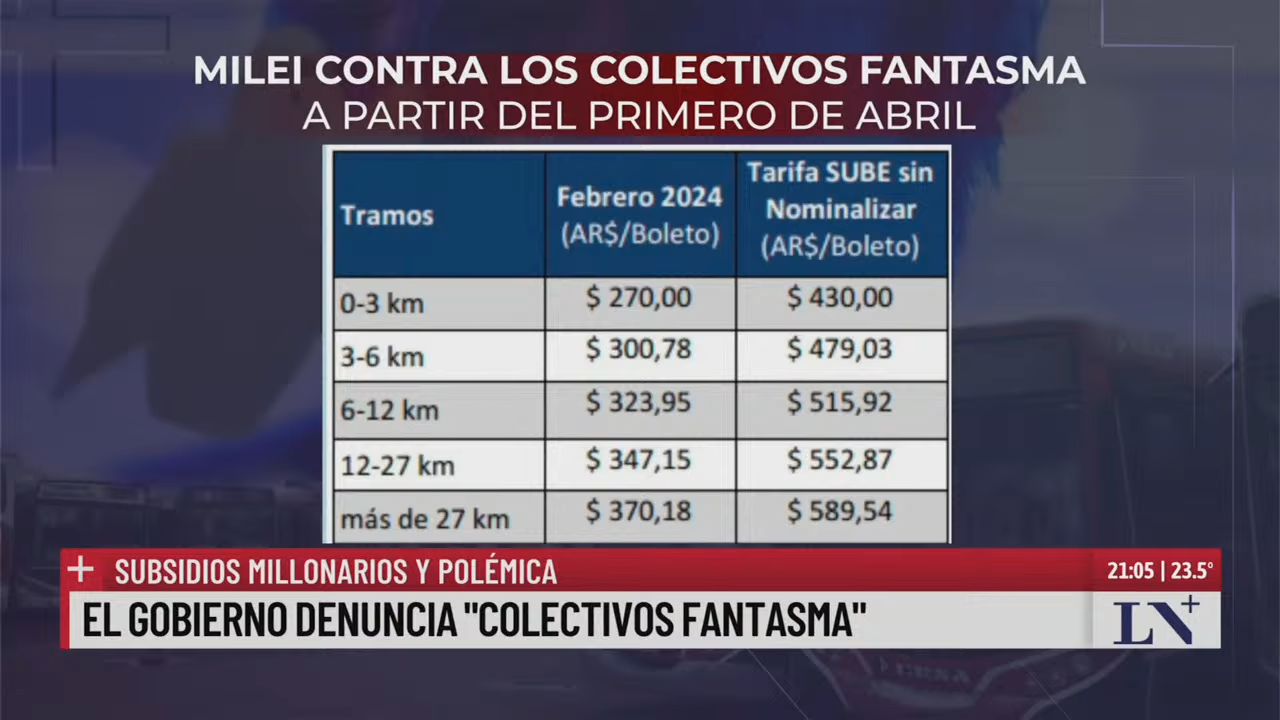 MILEI CONTRA LOS COLECTIVOS FANTASMA
A PARTIR DEL PRIMERO DE ABRIL
Tramos
Febrero 2024
(AR$/Boleto)
Tarifa SUBE sin
Nominalizar
(AR$/Boleto)
0-3 km
$ 270,00
$ 430,00
3-6 km
$ 300,78
$ 479,03
6-12 km
$ 323,95
$ 515,92
12-27 km
$ 347,15
$ 552,87
más de 27 km
$ 370,18
$ 589,54
SUBSIDIOS MILLONARIOS Y POLÉMICA
21:05 | 23.5°
EL GOBIERNO DENUNCIA "COLECTIVOS FANTASMA"
LN+